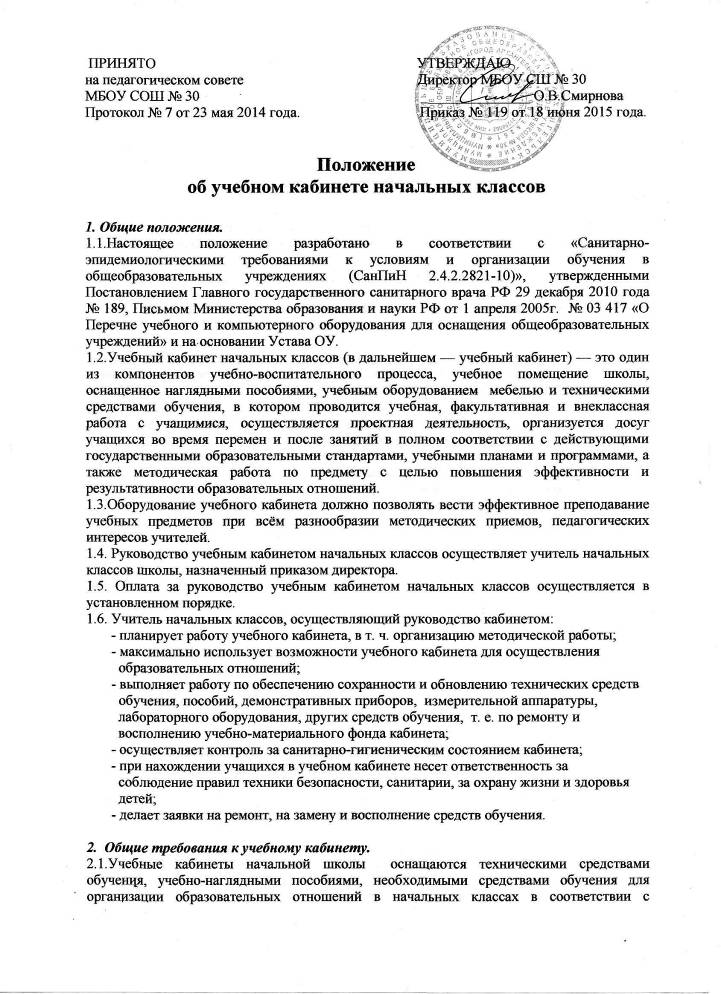 ПРИНЯТО
на педагогическом совете
МБОУ СОШ № 30
Протокол № 7 от 23 мая 2014 года.
УТВЕРЖДАЮ
Директор МБОУ СШ № 30
О.В.Смирнова
Приказ № 119 от 18 июня 2015 года.
Положение
об учебном кабинете начальных классов
1. Общие положения.
1.1.Настоящее положение разработано в соответствии с «Санитарно-
эпидемиологическими требованиями к условиям и организации обучения в
общеобразовательных учреждениях (СанПиН 2.4.2.2821-10)», утвержденными
Постановлением Главного государственного санитарного врача РФ 29 декабря 2010 года
№ 189, Письмом Министерства образования и науки РФ от 1 апреля 2005г. № 03 417 «О
Перечне учебного и компьютерного оборудования для оснащения общеобразовательных
учреждений» и на основании Устава ОУ.
1.2.Учебный кабинет начальных классов (в дальнейшем — учебный кабинет) — это один
из компонентов учебно-воспитательного процесса, учебное помещение школы,
оснащенное наглядными пособиями, учебным оборудованием мебелью и техническими
средствами обучения, в котором проводится учебная, факультативная и внеклассная
работа с учащимися, осуществляется проектная деятельность, организуется досуг
учащихся во время перемен и после занятий в полном соответствии с действующими
государственными образовательными стандартами, учебными планами и программами, а
также методическая работа по предмету с целью повышения эффективности и
результативности образовательных отношений.
1.3.Оборудование учебного кабинета должно позволять вести эффективное преподавание
учебных предметов при всём разнообразии методических приемов, педагогических
интересов учителей.
1.4. Руководство учебным кабинетом начальных классов осуществляет учитель начальных
классов школы, назначенный приказом директора.
1.5. Оплата за руководство учебным кабинетом начальных классов осуществляется в
установленном порядке.
1.6. Учитель начальных классов, осуществляющий руководство кабинетом:
- планирует работу учебного кабинета, в т. ч. организацию методической работы;
- максимально использует возможности учебного кабинета для осуществления
образовательных отношений;
- выполняет работу по обеспечению сохранности и обновлению технических средств
обучения, пособий, демонстративных приборов, измерительной аппаратуры,
лабораторного оборудования, других средств обучения, т. е. по ремонту и
восполнению учебно-материального фонда кабинета;
- осуществляет контроль за санитарно-гигиеническим состоянием кабинета;
- при нахождении учащихся в учебном кабинете несет ответственность за
соблюдение правил техники безопасности, санитарии, за охрану жизни и здоровья
детей;
- делает заявки на ремонт, на замену и восполнение средств обучения.
2. Общие требования к учебному кабинету.
2.1.Учебные кабинеты начальной школы оснащаются техническими средствами
обучения, учебно-наглядными пособиями, необходимыми средствами обучения для
организации образовательных отношений в начальных классах в соответствии с